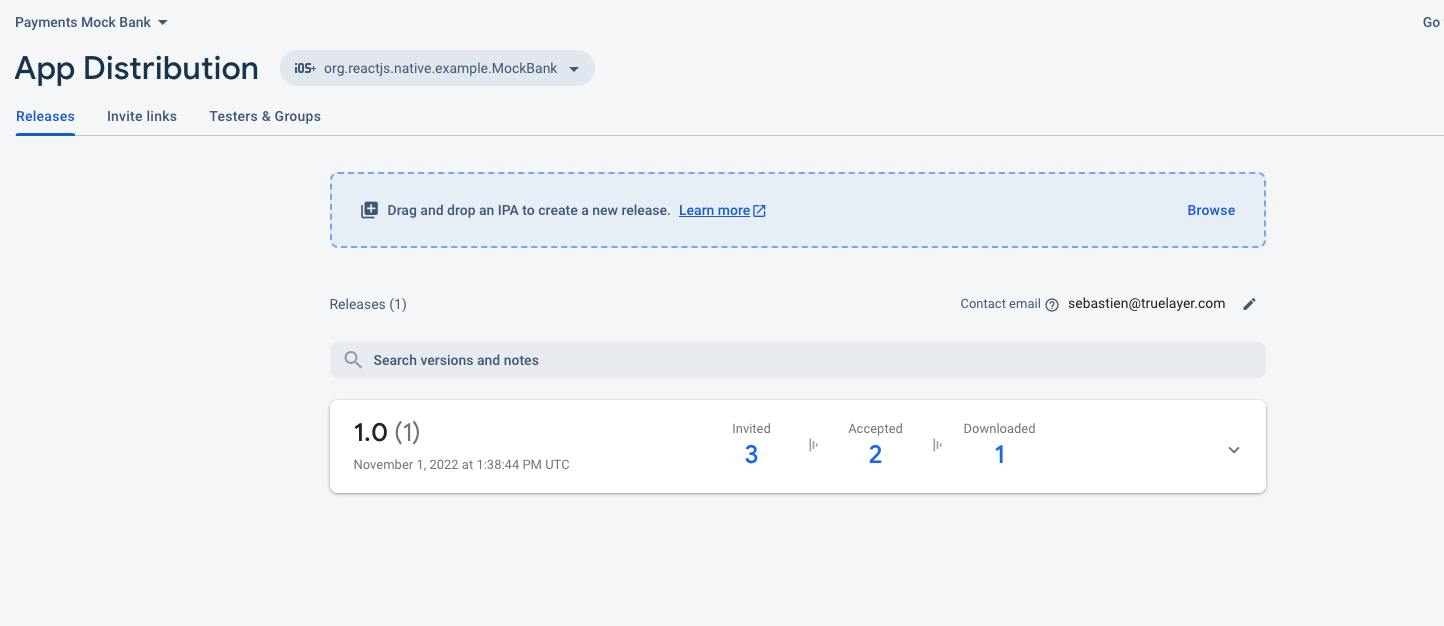 Payments Mock Bank
Go
App Distribution
iOS+ org.reactjs.native.example.MockBank
Releases Invite links Testers & Groups
Drag and drop an IPA to create a new release. Learn more Browse
Releases (1) Contact email sebastien@truelayer.com
Search versions and notes
1.0 (1)
November 1, 2022 at 1:38:44 PM UTC
Invited Accepted Downloaded
3 2 1